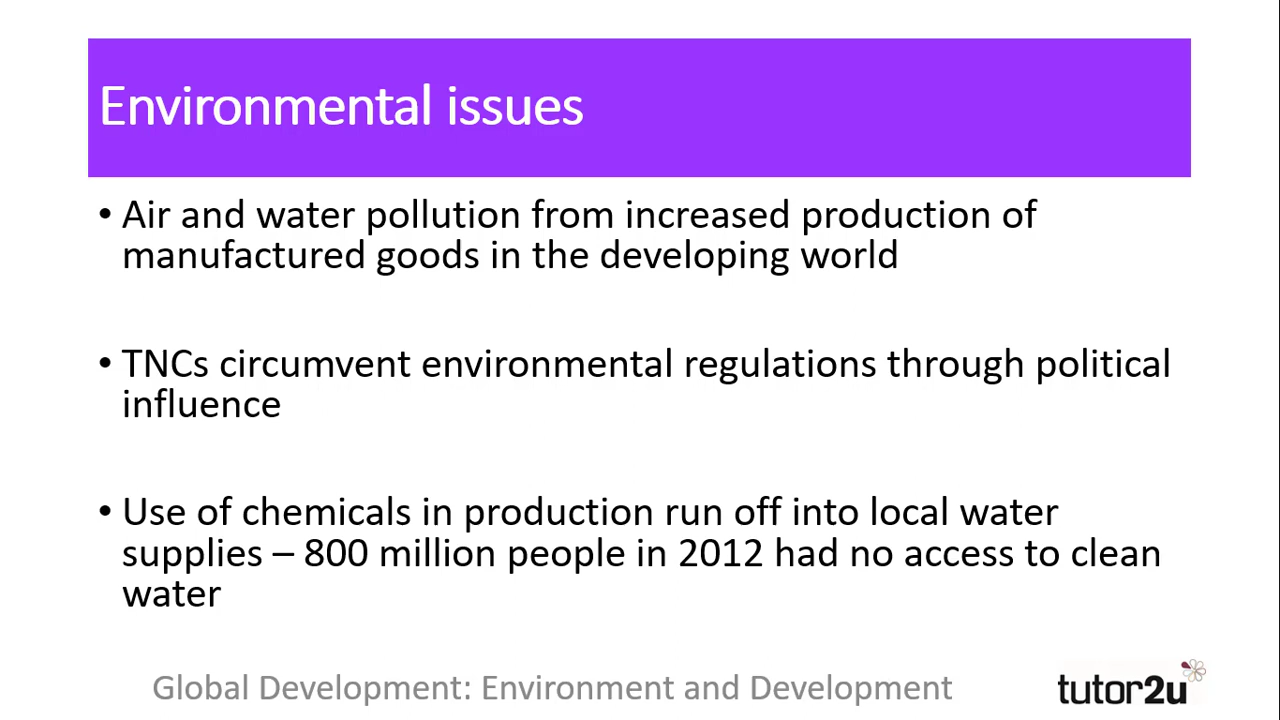 Environmental issues
• Air and water pollution from increased production of
manufactured goods in the developing world
• TNCs circumvent environmental regulations through political
influence
• Use of chemicals in production run off into local water
supplies – 800 million people in 2012 had no access to clean
water
Global Development: Environment and Development
tutor2u